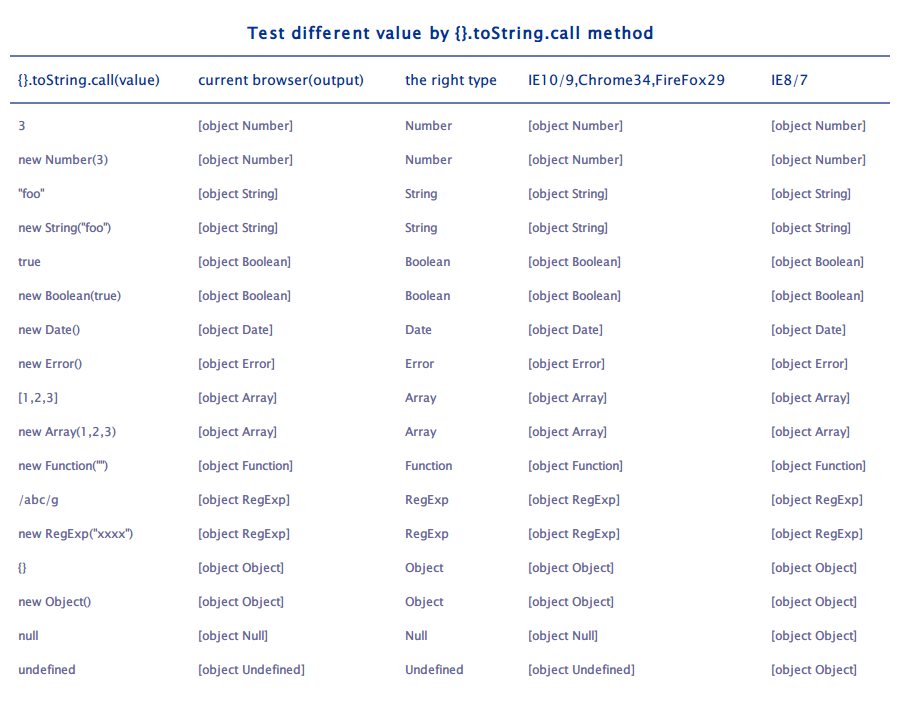 Test different value by {}.toString.call method
{}.toString.call(value) current browser(output) the right type IE10/9,Chrome34,FireFox29 IE8/7
3 [object Number] Number [object Number] [object Number]
new Number(3) [object Number] Number [object Number] [object Number]
"foo" [object String] String [object String] [object String]
new String("foo") [object String] String [object String] [object String]
true [object Boolean] Boolean [object Boolean] [object Boolean]
new Boolean(true) [object Boolean] Boolean [object Boolean] [object Boolean]
new Date() [object Date] Date [object Date] [object Date]
new Error() [object Error] Error [object Error] [object Error]
[1,2,3] [object Array] Array [object Array] [object Array]
new Array(1,2,3) [object Array] Array [object Array] [object Array]
new Function("") [object Function] Function [object Function] [object Function]
/abc/g [object RegExp] RegExp [object RegExp] [object RegExp]
new RegExp("xxxx") [object RegExp] RegExp [object RegExp] [object RegExp]
{} [object Object] Object [object Object] [object Object]
new Object() [object Object] Object [object Object] [object Object]
null [object Null] Null [object Null] [object Object]
undefined [object Undefined] Undefined [object Undefined] [object Object]